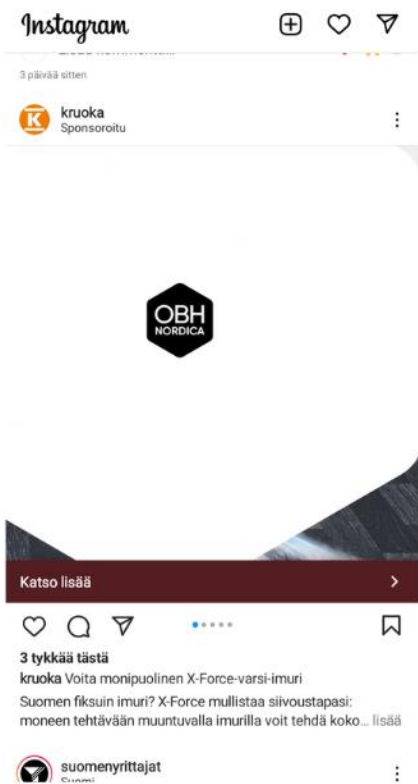 Instagram
3 päivää sitten
kruoka
Sponsoroitu
OBH
NORDICA
Katso lisää
3 tykkää tästä
kruoka Voita monipuolinen X-Force-varsi-imuri
Suomen fiksuin imuri? X-Force mullistaa siivoustapasi:
moneen tehtävään muuntuvalla imurilla voit tehdä koko... lisää
suomenyrittajat
Suomi